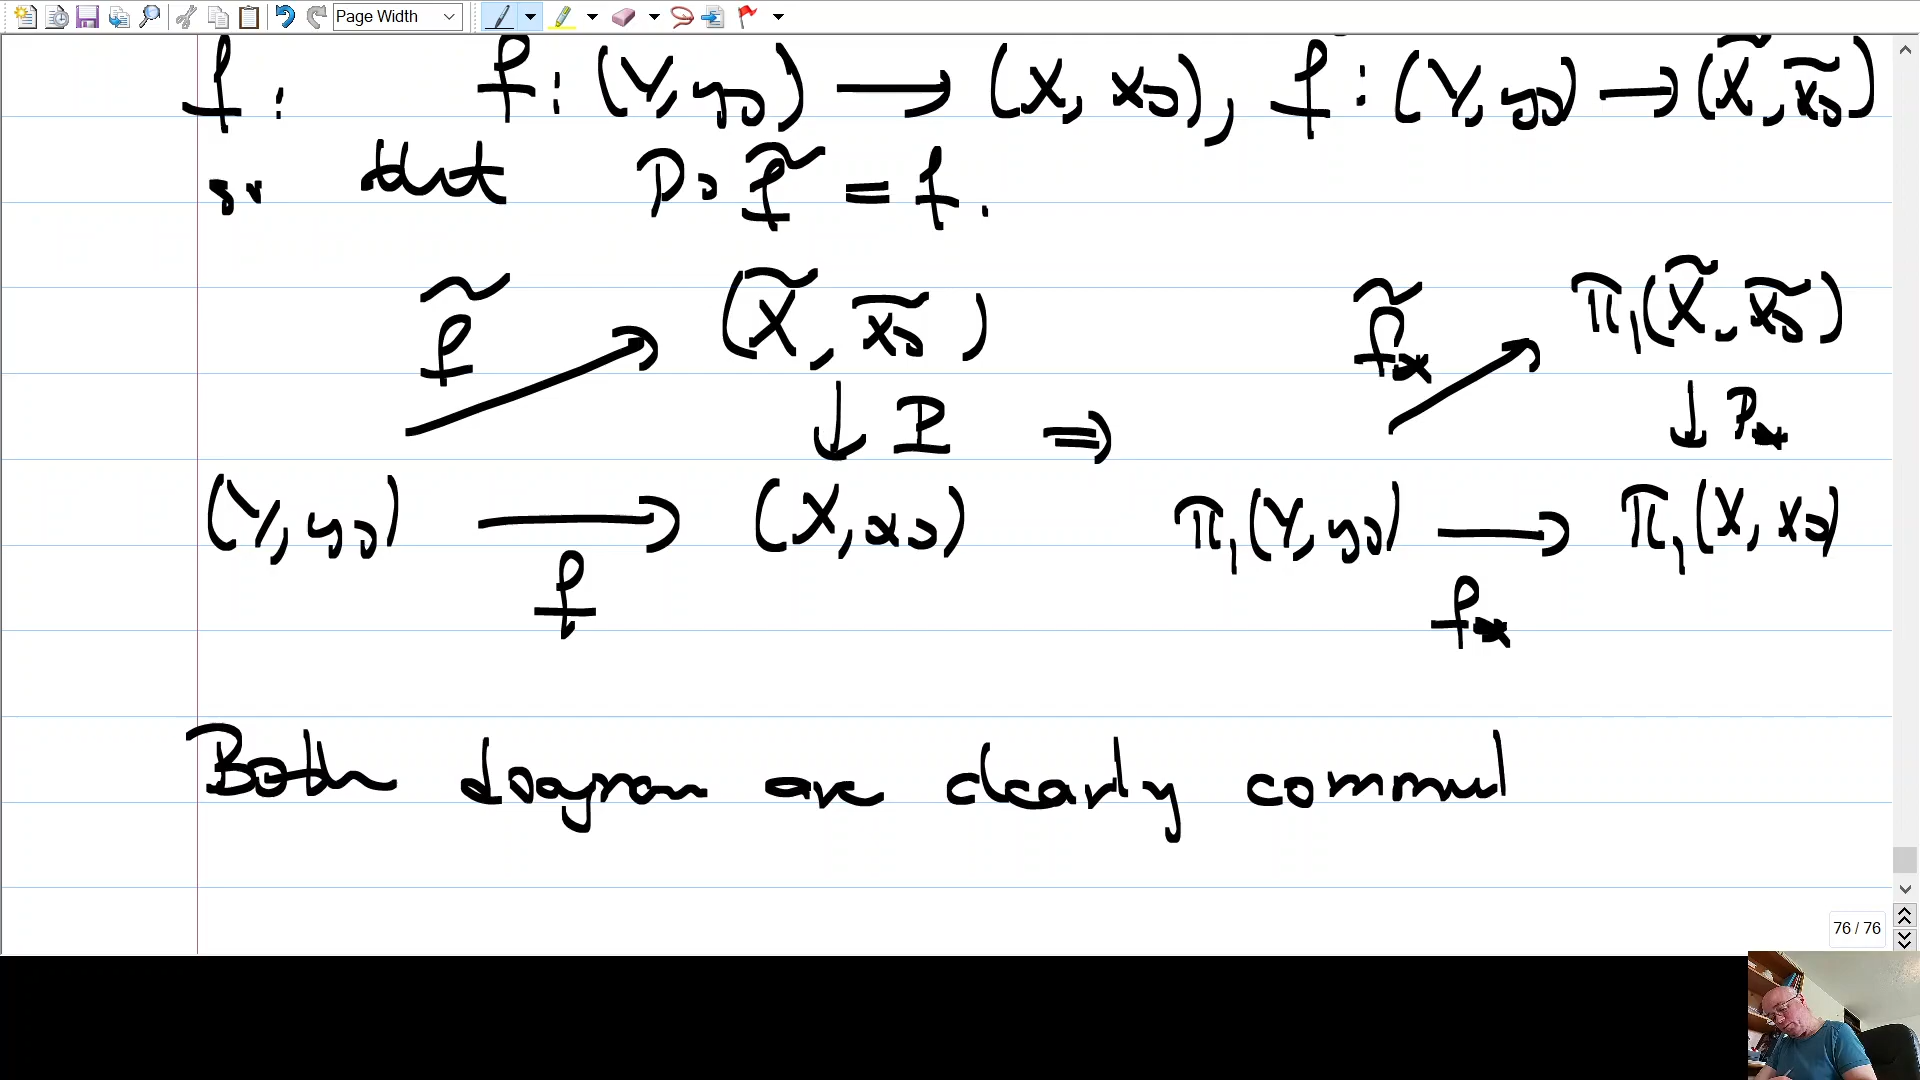 Page Width
f : f : (Y, y₀) ⟶ (X, x₀), f̃ : (Y, y₀) ⟶ (X̃, x̃₀)
so that p ∘ f̃ = f.
f̃ (X̃, x̃₀) f̃* π₁(X̃, x̃₀)
↓ p ⇒ ↓ p*
(Y, y₀) ⟶ (X, x₀) π₁(Y, y₀) ⟶ π₁(X, x₀)
f f*
Both diagram are clearly commut
76 / 76